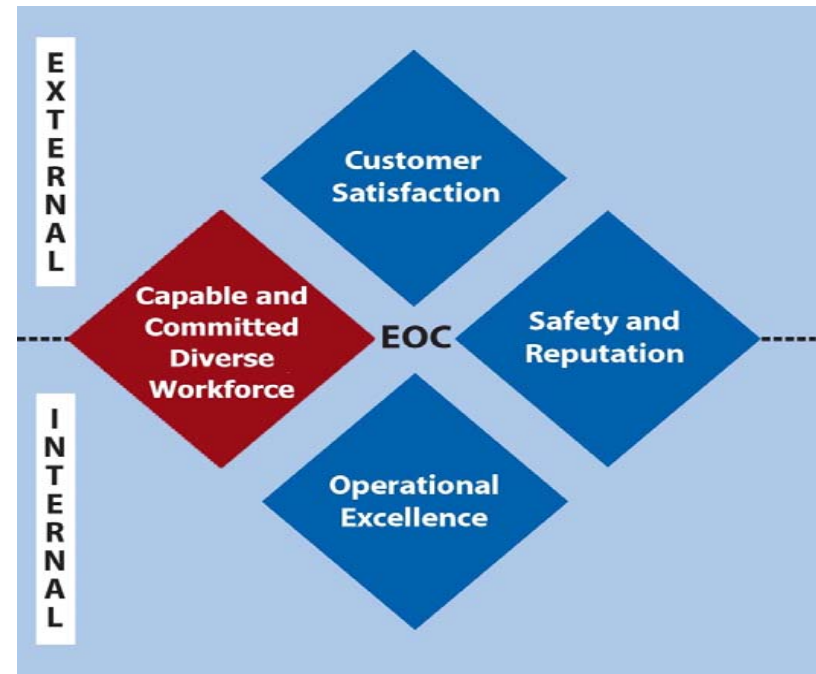 EXTERNAL
Customer
Satisfaction
Capable and
Committed
Diverse
Workforce
EOC
Safety and
Reputation
INTERNAL
Operational
Excellence